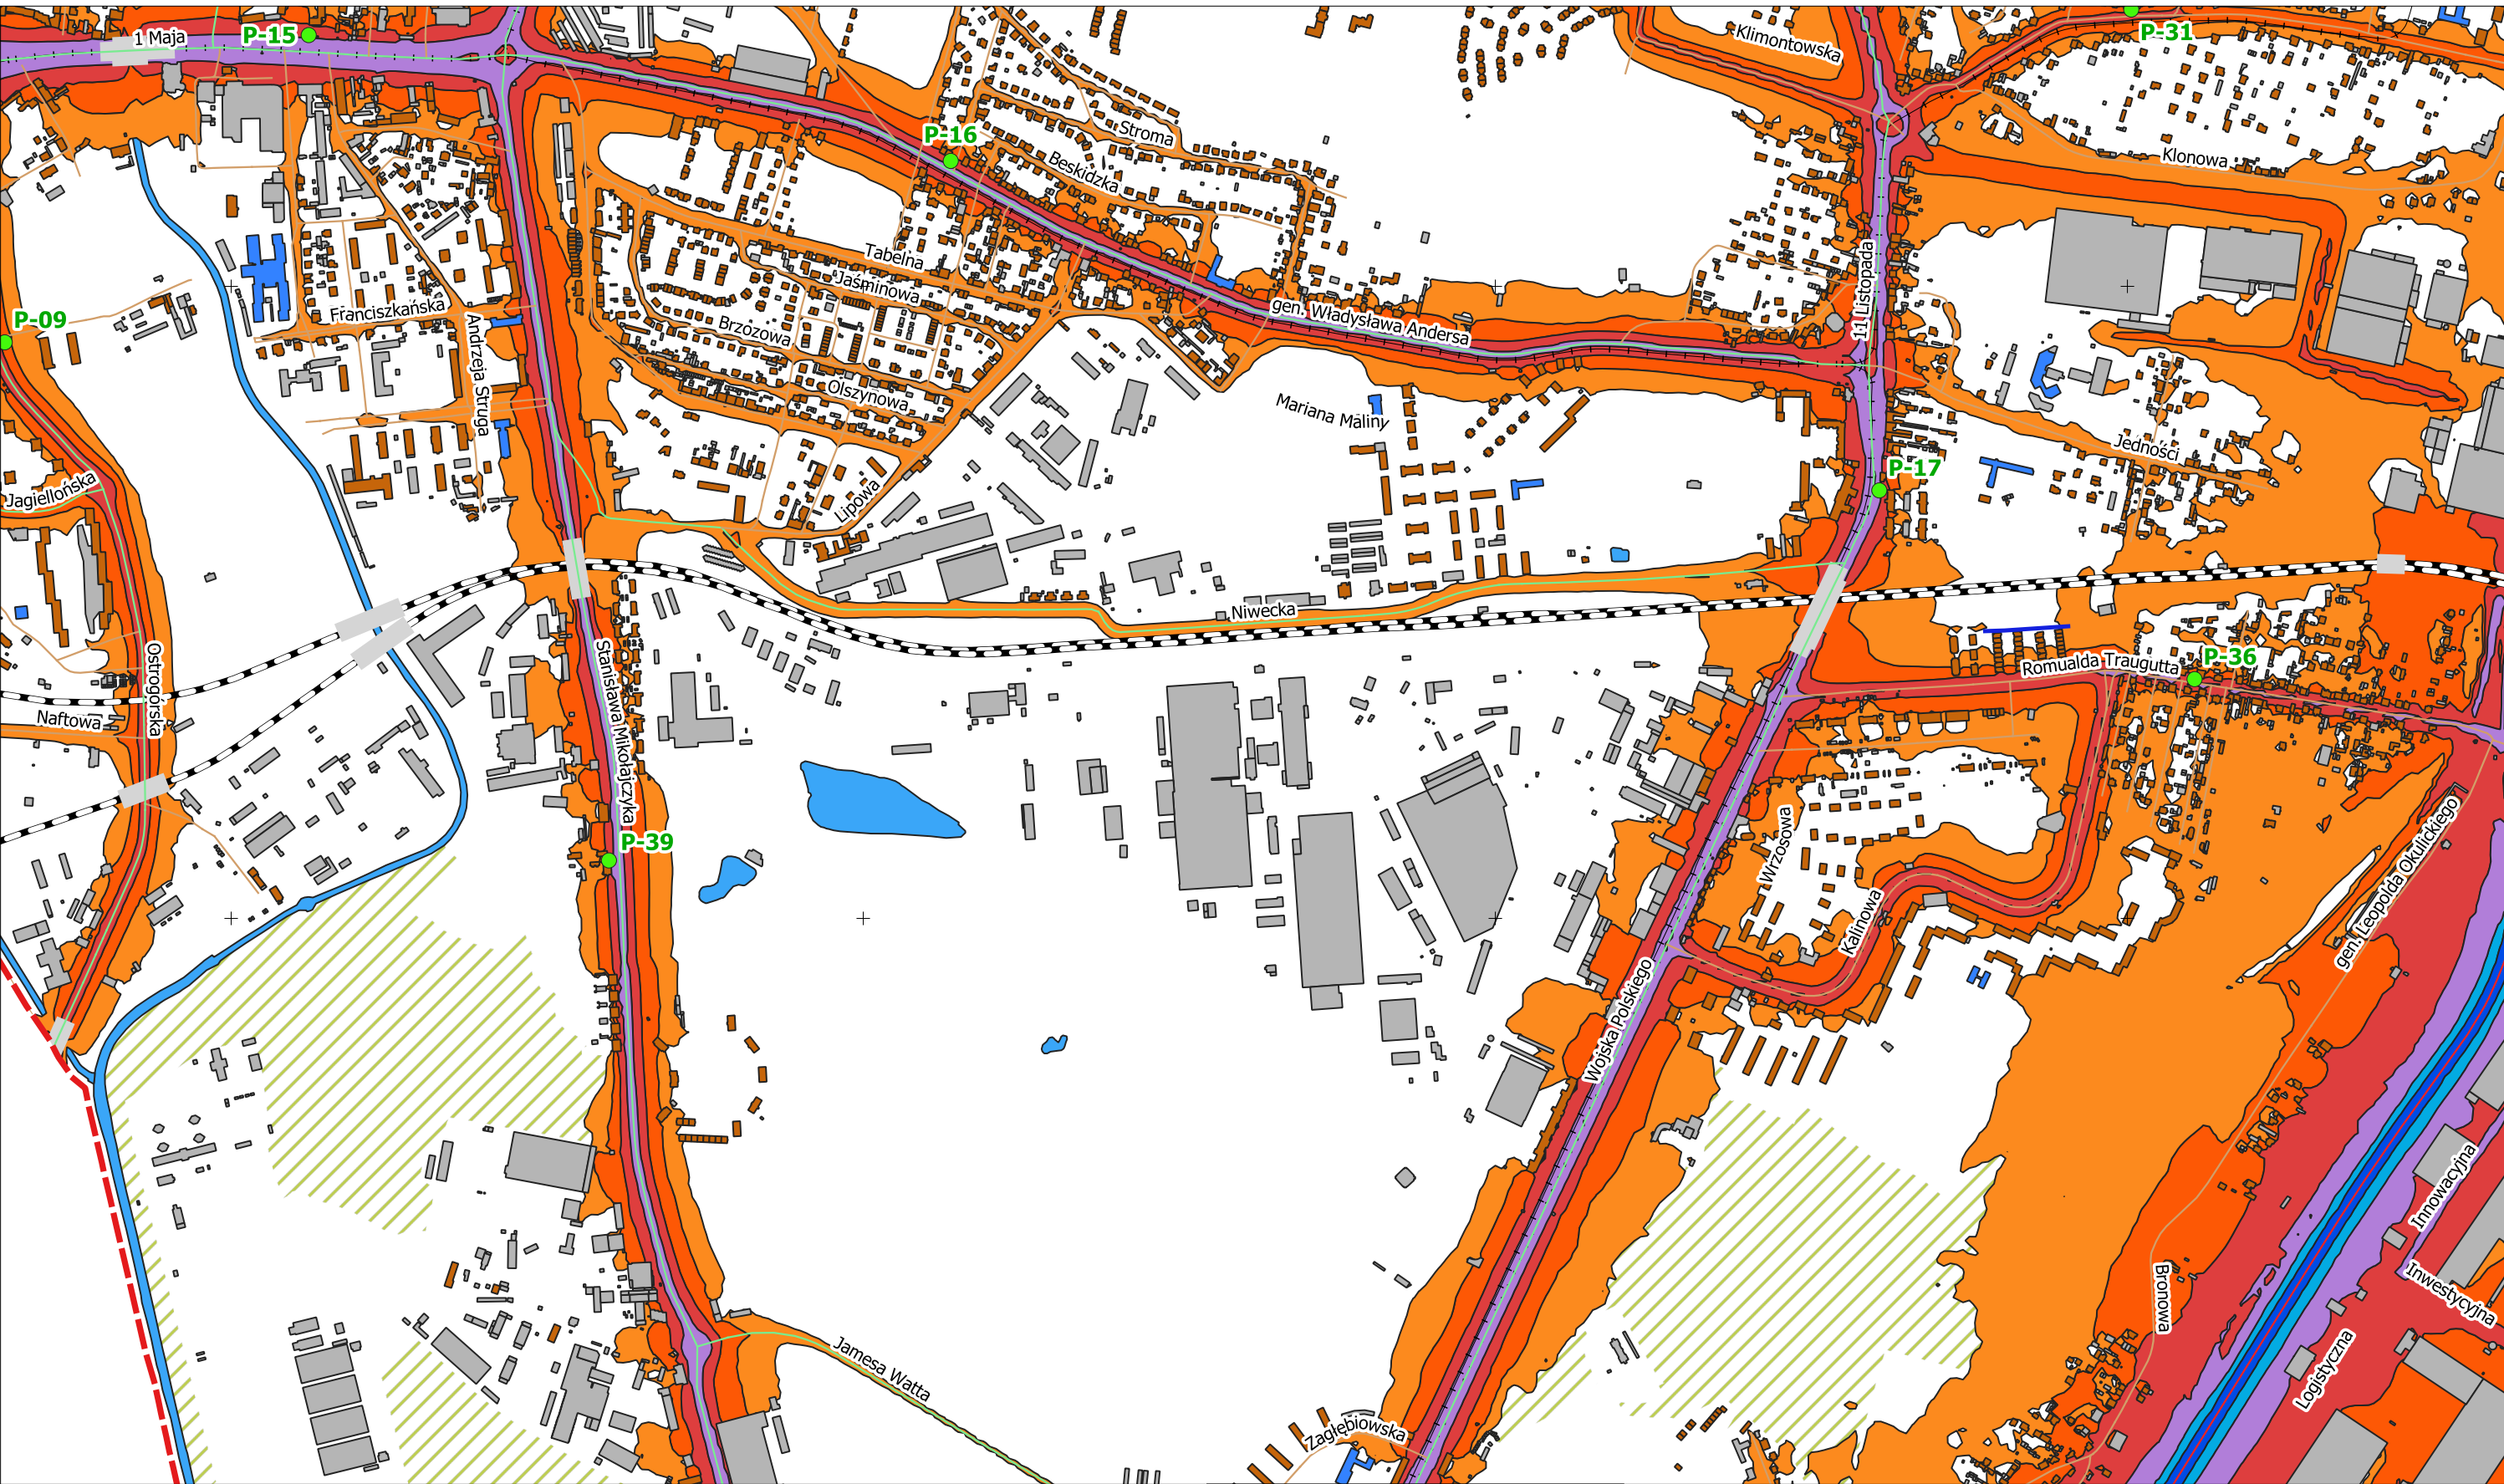 1 Maja
P-15
Klimontowska
P-31
P-16
Stroma
Beskidzka
Klonowa
Tabelna
Jaśminowa
Franciszkańska
P-09
Andrzeja Struga
Brzozowa
gen. Władysława Andersa
11 Listopada
Olszynowa
Mariana Maliny
Jedności
P-17
Jagiellońska
Lipowa
Niwecka
Ostrogórska
Stanisława Mikołajczyka
Romualda Traugutta
P-36
Naftowa
P-39
Wrzosowa
gen. Leopolda Okulickiego
Kalinowa
Wojska Polskiego
Innowacyjna
Bronowa
Inwestycyjna
Jamesa Watta
Logistyczna
Zagłębiowska